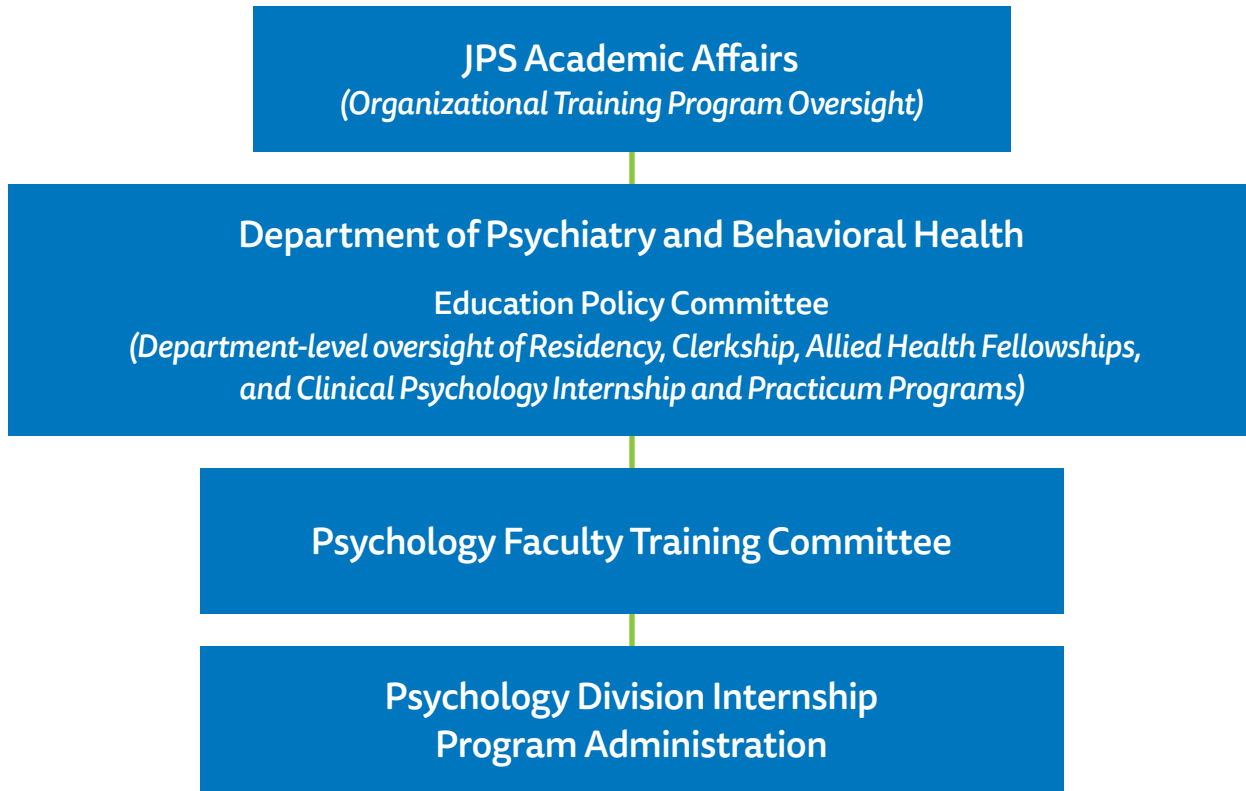 JPS Academic Affairs
(Organizational Training Program Oversight)
Department of Psychiatry and Behavioral Health
Education Policy Committee
(Department-level oversight of Residency, Clerkship, Allied Health Fellowships,
and Clinical Psychology Internship and Practicum Programs)
Psychology Faculty Training Committee
Psychology Division Internship
Program Administration